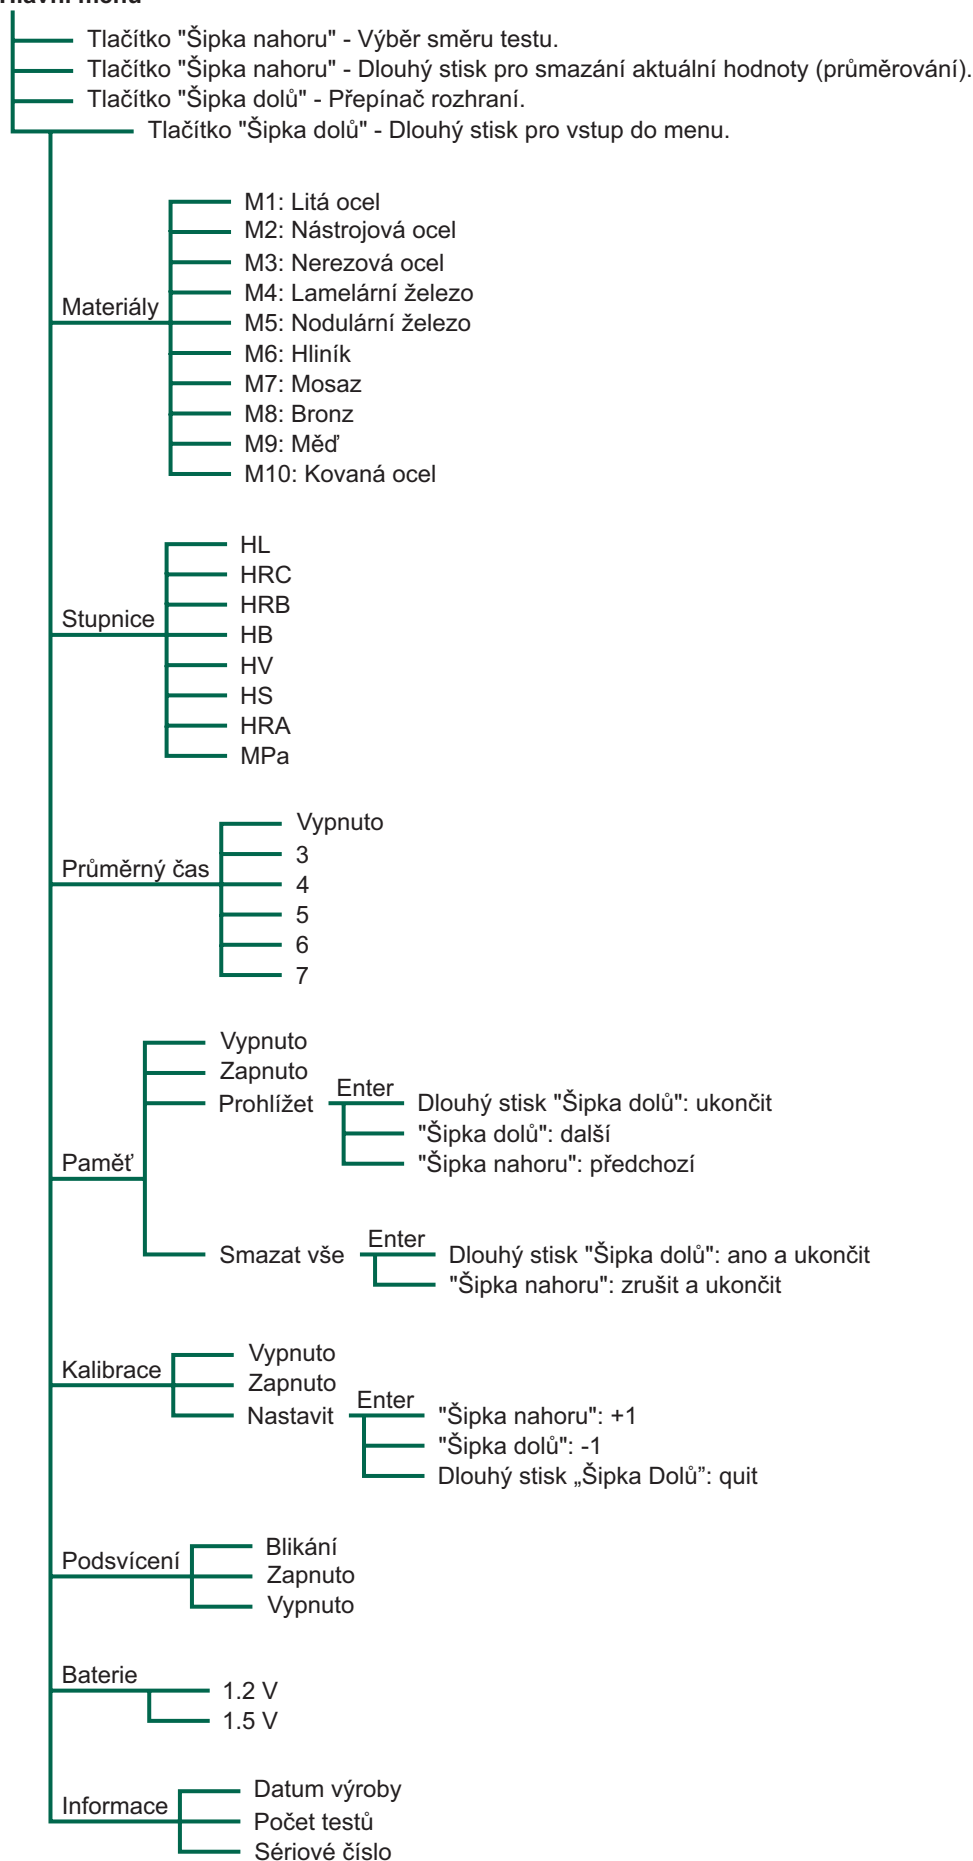 Hlavní menu
Tlačítko "Šipka nahoru" - Výběr směru testu.
Tlačítko "Šipka nahoru" - Dlouhý stisk pro smazání aktuální hodnoty (průměrování).
Tlačítko "Šipka dolů" - Přepínač rozhraní.
Tlačítko "Šipka dolů" - Dlouhý stisk pro vstup do menu.
Materiály
M1: Litá ocel
M2: Nástrojová ocel
M3: Nerezová ocel
M4: Lamelární železo
M5: Nodulární železo
M6: Hliník
M7: Mosaz
M8: Bronz
M9: Měď
M10: Kovaná ocel
Stupnice
HL
HRC
HRB
HB
HV
HS
HRA
MPa
Průměrný čas
Vypnuto
3
4
5
6
7
Paměť
Vypnuto
Zapnuto
Prohlížet
Enter
Dlouhý stisk "Šipka dolů": ukončit
"Šipka dolů": další
"Šipka nahoru": předchozí
Smazat vše
Enter
Dlouhý stisk "Šipka dolů": ano a ukončit
"Šipka nahoru": zrušit a ukončit
Kalibrace
Vypnuto
Zapnuto
Nastavit
Enter
"Šipka nahoru": +1
"Šipka dolů": -1
Dlouhý stisk „Šipka Dolů”: quit
Podsvícení
Blikání
Zapnuto
Vypnuto
Baterie
1.2 V
1.5 V
Informace
Datum výroby
Počet testů
Sériové číslo